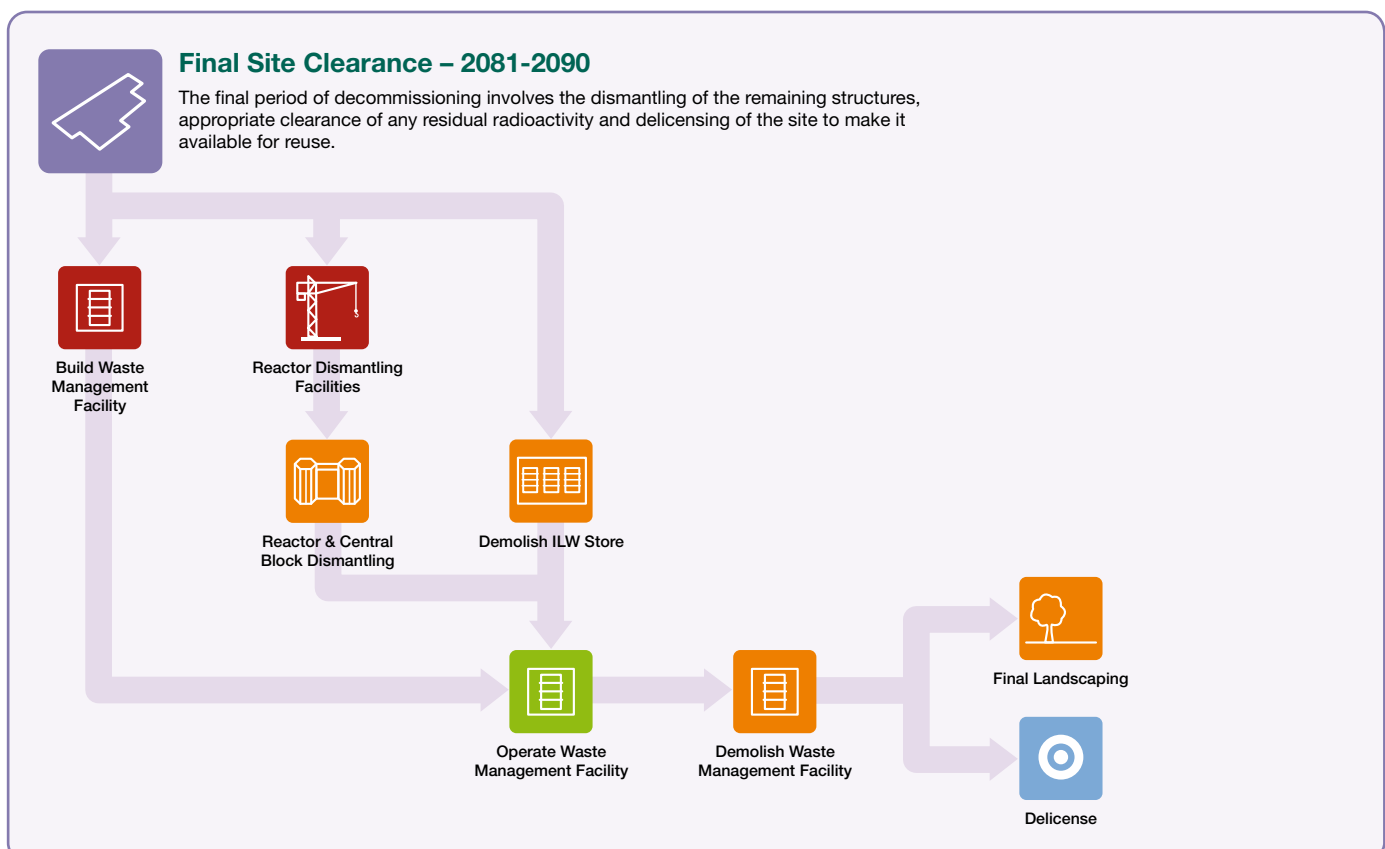 Final Site Clearance – 2081-2090
The final period of decommissioning involves the dismantling of the remaining structures,
appropriate clearance of any residual radioactivity and delicensing of the site to make it
available for reuse.
Build Waste
Management
Facility
Reactor Dismantling
Facilities
Reactor & Central
Block Dismantling
Demolish ILW Store
Operate Waste
Management Facility
Demolish Waste
Management Facility
Final Landscaping
Delicense